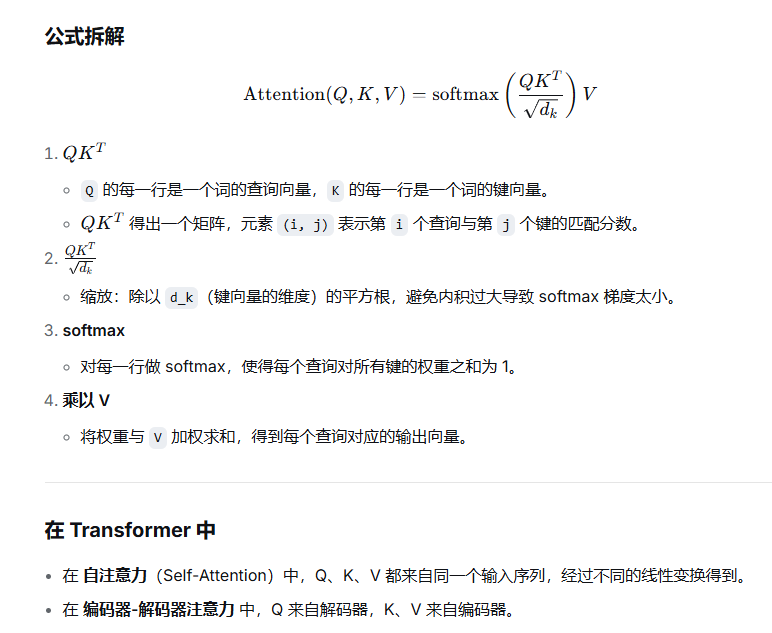 公式拆解
Attention(Q, K, V) = softmax(QK^T / √d_k) V
1. QK^T
○ Q 的每一行是一个词的查询向量，K 的每一行是一个词的键向量。
○ QK^T 得出一个矩阵，元素 (i, j) 表示第 i 个查询与第 j 个键的匹配分数。
2. QK^T / √d_k
○ 缩放：除以 d_k（键向量的维度）的平方根，避免内积过大导致 softmax 梯度太小。
3. softmax
○ 对每一行做 softmax，使得每个查询对所有键的权重之和为 1。
4. 乘以 V
○ 将权重与 V 加权求和，得到每个查询对应的输出向量。
在 Transformer 中
• 在 自注意力（Self-Attention）中，Q、K、V 都来自同一个输入序列，经过不同的线性变换得到。
• 在 编码器-解码器注意力 中，Q 来自解码器，K、V 来自编码器。